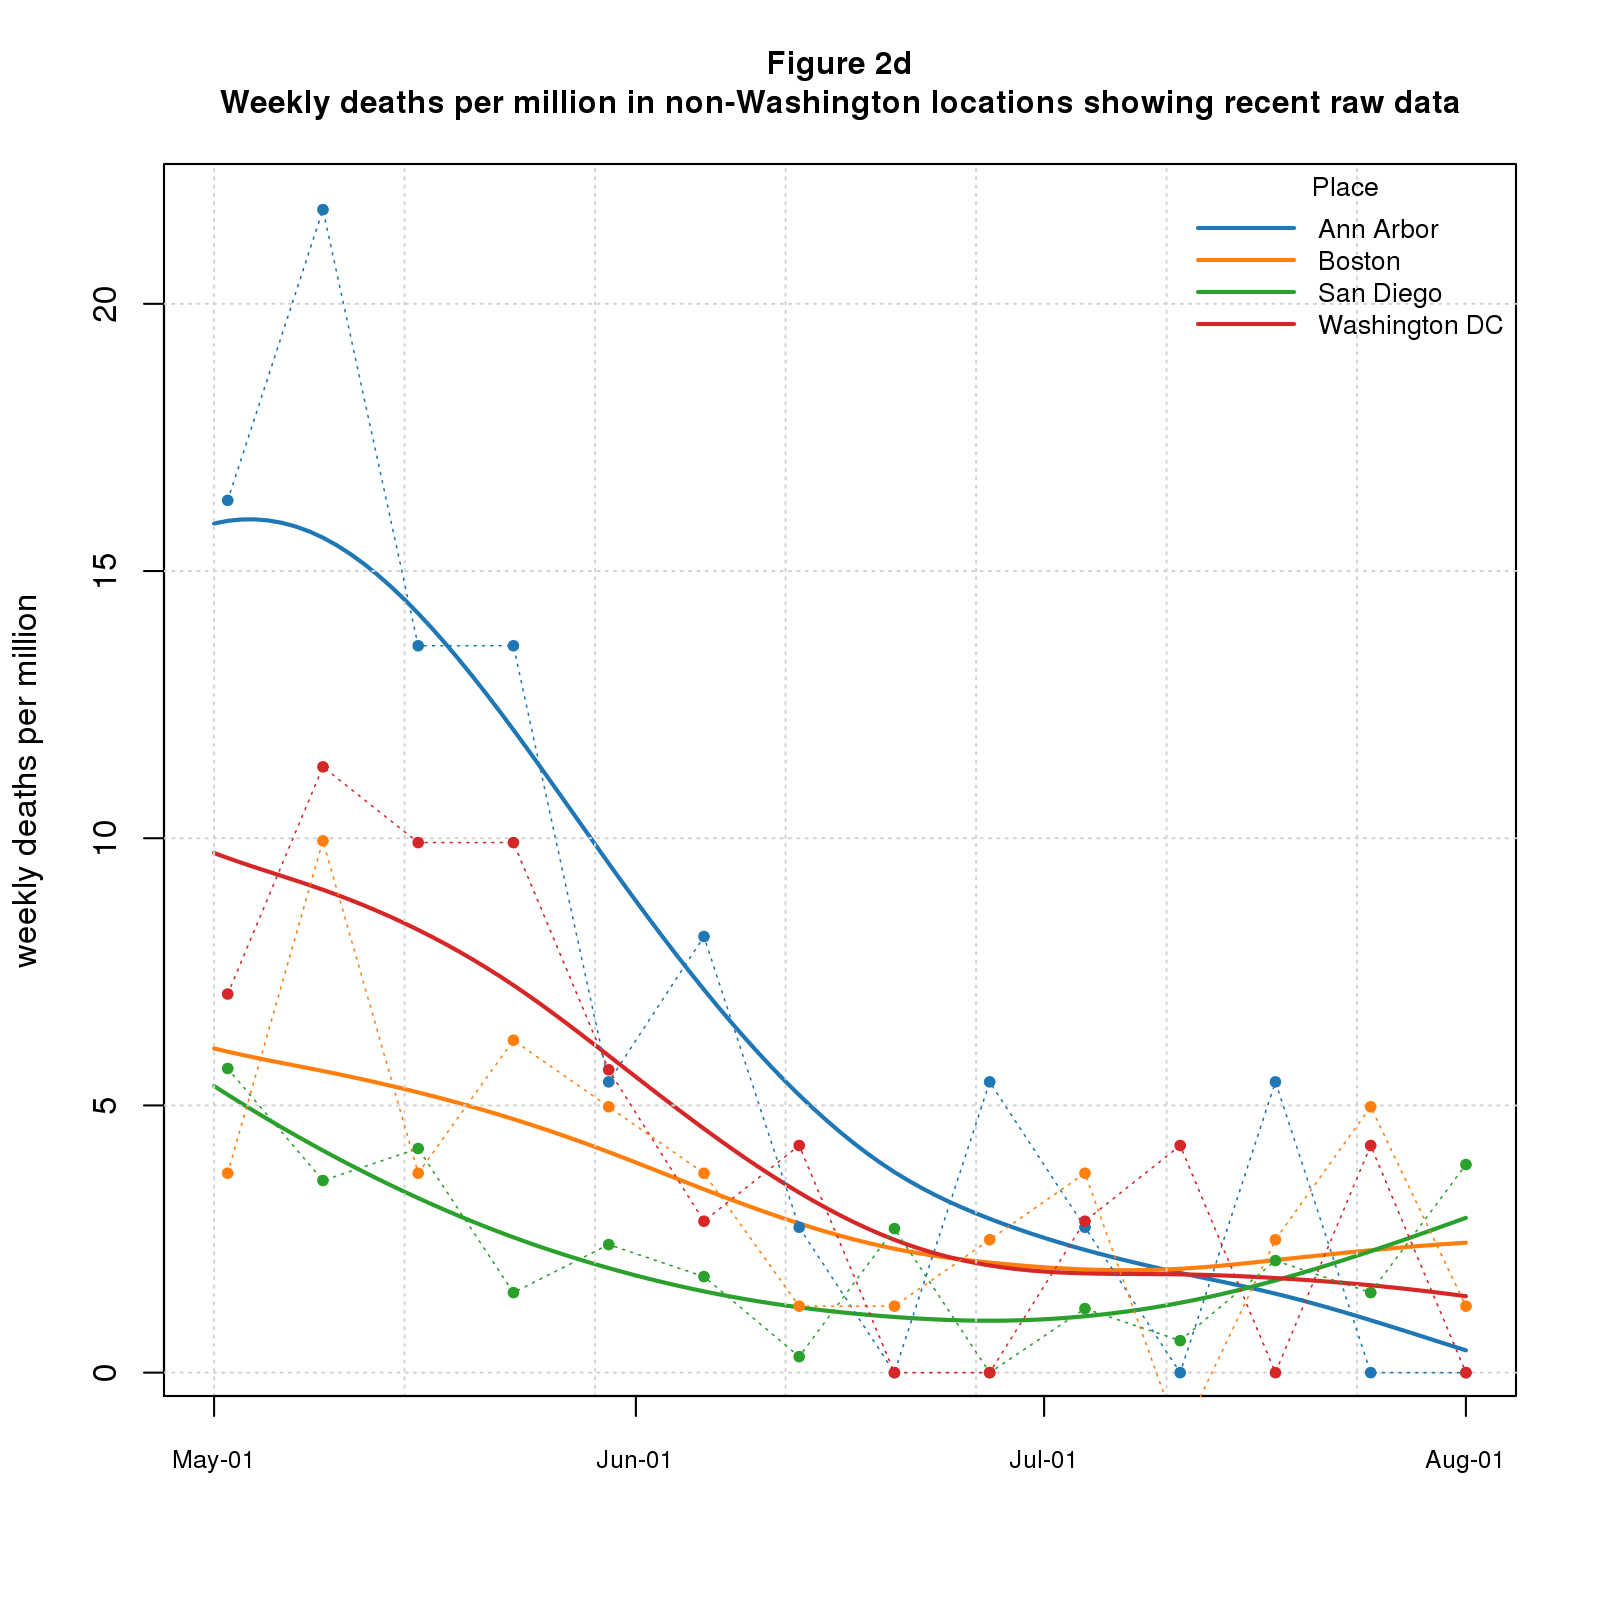 Figure 2d
Weekly deaths per million in non-Washington locations showing recent raw data
Place
Ann Arbor
Boston
San Diego
Washington DC
weekly deaths per million
20
15
10
5
0
May-01
Jun-01
Jul-01
Aug-01